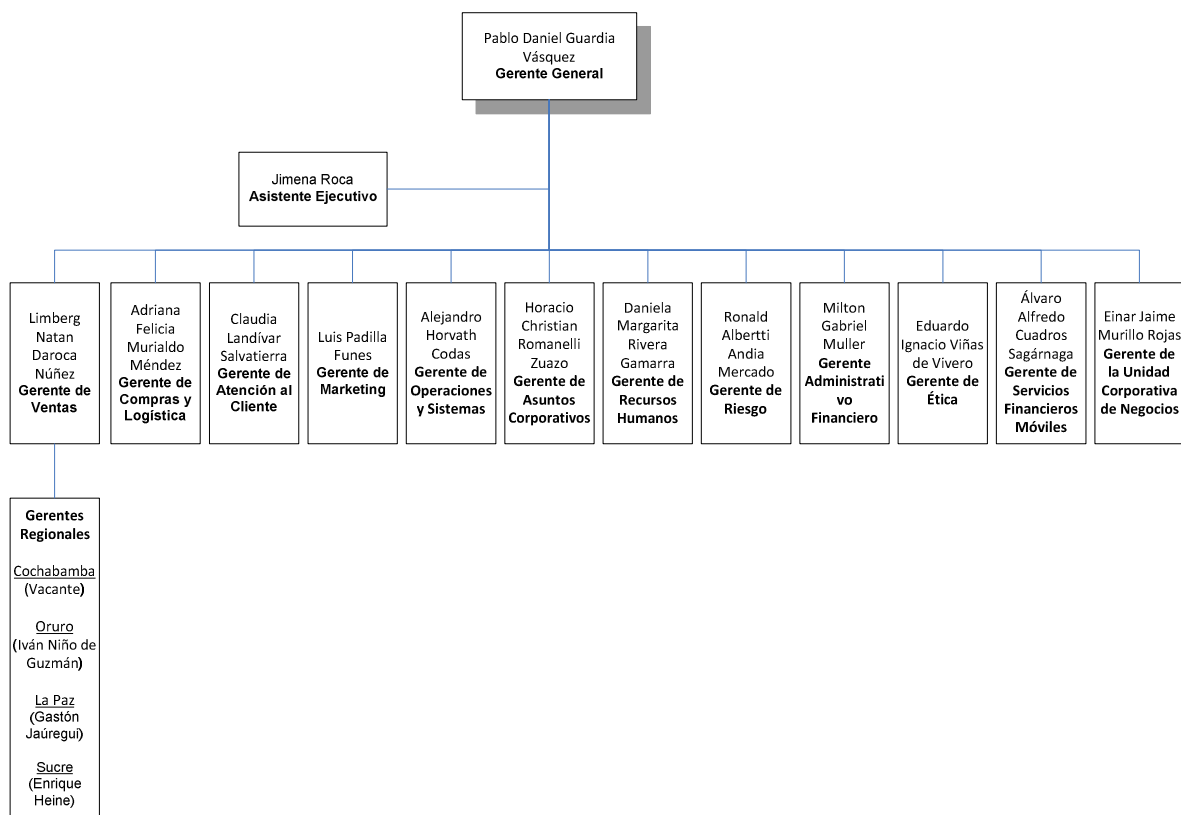 Pablo Daniel Guardia
Vásquez
Gerente General
Jimena Roca
Asistente Ejecutivo
Limberg
Natan
Daroca
Núñez
Gerente de
Ventas
Adriana
Felicia
Murialdo
Méndez
Gerente de
Compras y
Logística
Claudia
Landívar
Salvatierra
Gerente de
Atención al
Cliente
Luis Padilla
Funes
Gerente de
Marketing
Alejandro
Horvath
Codas
Gerente de
Operaciones
y Sistemas
Horacio
Christian
Romanelli
Zuazo
Gerente de
Asuntos
Corporativos
Daniela
Margarita
Rivera
Gamarra
Gerente de
Recursos
Humanos
Ronald
Albertti
Andia
Mercado
Gerente de
Riesgo
Milton
Gabriel
Muller
Gerente
Administrati
vo
Financiero
Eduardo
Ignacio Viñas
de Vivero
Gerente de
Ética
Álvaro
Alfredo
Cuadros
Sagárnaga
Gerente de
Servicios
Financieros
Móviles
Einar Jaime
Murillo Rojas
Gerente de
la Unidad
Corporativa
de Negocios
Gerentes
Regionales
Cochabamba
(Vacante)
Oruro
(Iván Niño de
Guzmán)
La Paz
(Gastón
Jaúregui)
Sucre
(Enrique
Heine)